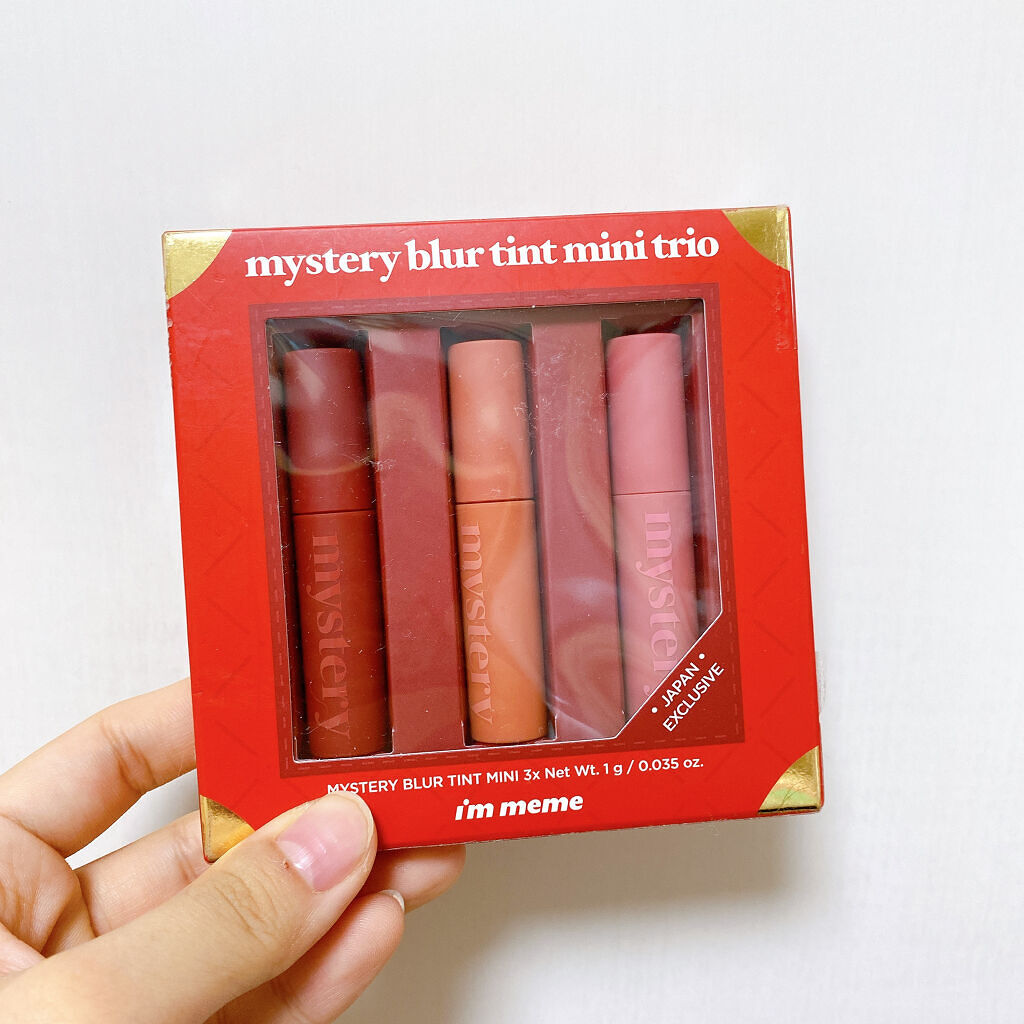 mystery blur tint mini trio
mystery
mystery
mystery
• JAPAN •
EXCLUSIVE
MYSTERY BLUR TINT MINI 3x Net Wt. 1 g / 0.035 oz.
i'm meme